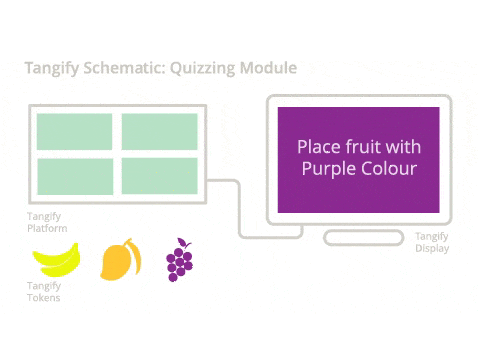 Tangify Schematic: Quizzing Module
Place fruit with
Purple Colour
Tangify
Platform
Tangify
Display
Tangify
Tokens